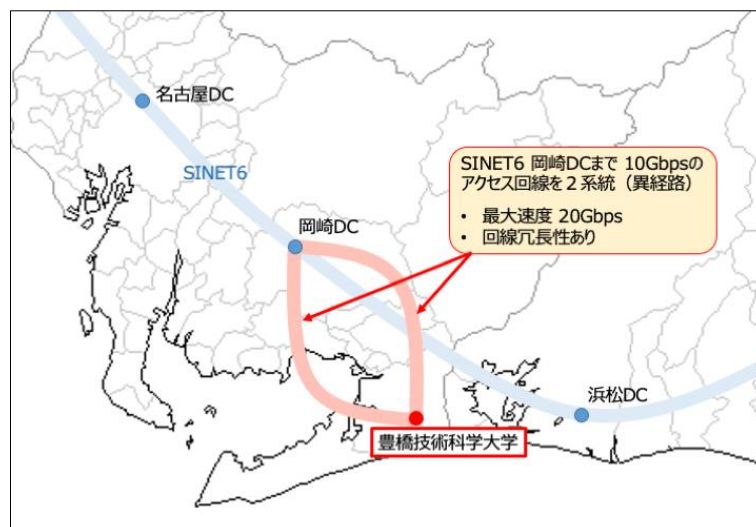 名古屋DC
SINET6
SINET6 岡崎DCまで 10Gbpsの
アクセス回線を２系統（異経路）
• 最大速度 20Gbps
• 回線冗長性あり
岡崎DC
浜松DC
豊橋技術科学大学